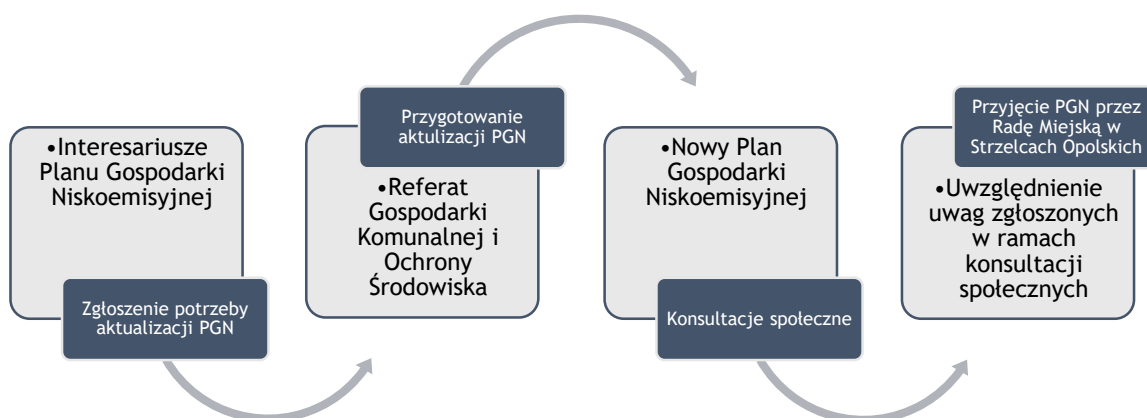 •Interesariusze
Planu Gospodarki
Niskoemisyjnej
Zgłoszenie potrzeby
aktualizacji PGN
Przygotowanie
aktulizacji PGN
•Referat
Gospodarki
Komunalnej i
Ochrony
Środowiska
•Nowy Plan
Gospodarki
Niskoemisyjnej
Konsultacje społeczne
Przyjęcie PGN przez
Radę Miejską w
Strzelcach Opolskich
•Uwzględnienie
uwag zgłoszonych
w ramach
konsultacji
społecznych